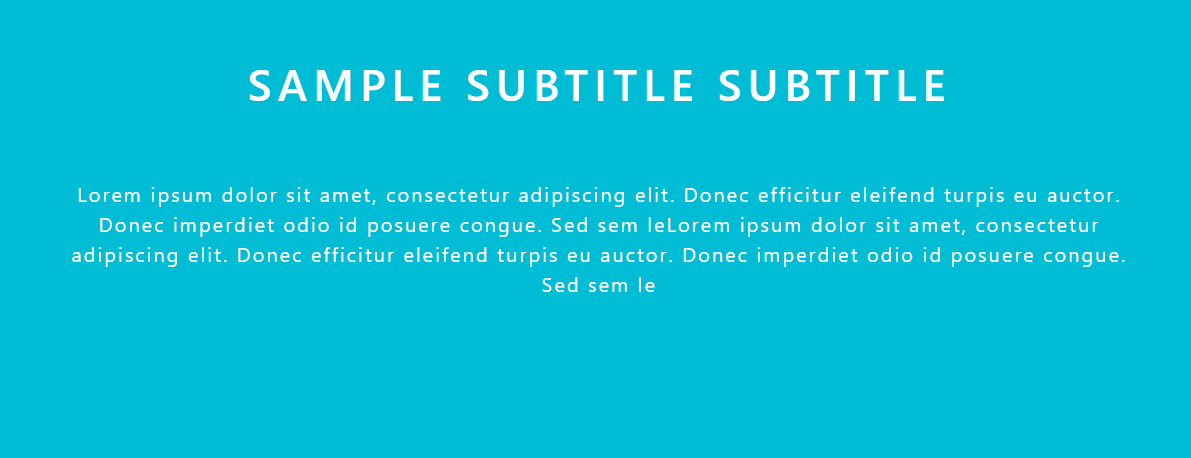 SAMPLE SUBTITLE SUBTITLE
Lorem ipsum dolor sit amet, consectetur adipiscing elit. Donec efficitur eleifend turpis eu auctor.
Donec imperdiet odio id posuere congue. Sed sem leLorem ipsum dolor sit amet, consectetur
adipiscing elit. Donec efficitur eleifend turpis eu auctor. Donec imperdiet odio id posuere congue.
Sed sem le